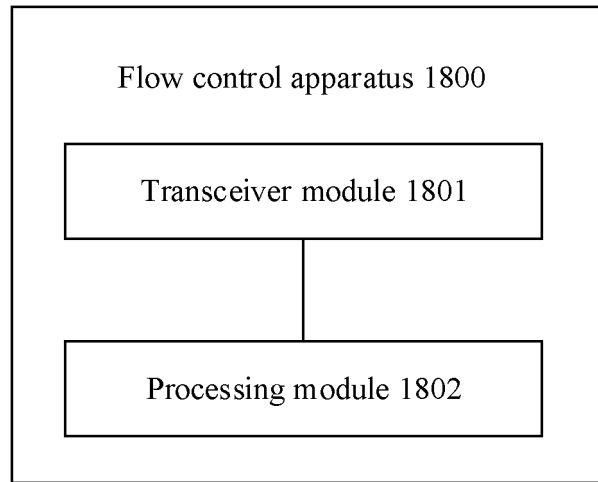 Flow control apparatus 1800
Transceiver module 1801
Processing module 1802